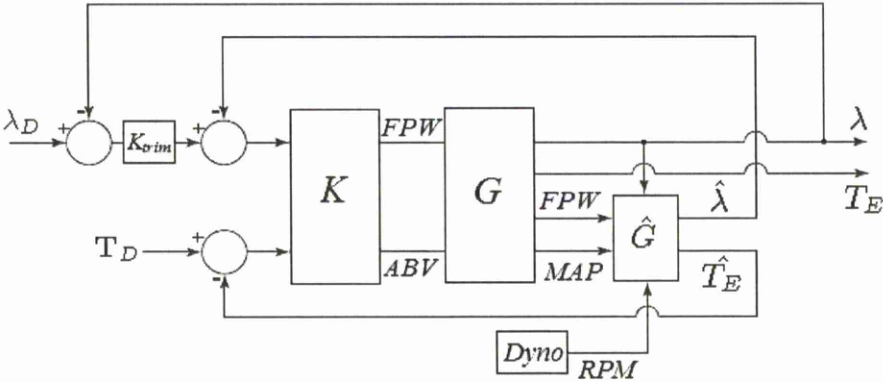 λ_D
+
-
K_trim
+
-
K
FPW
ABV
G
FPW
MAP
λ
T_E
Ĝ
λ̂
T̂_E
T_D
+
-
Dyno
RPM